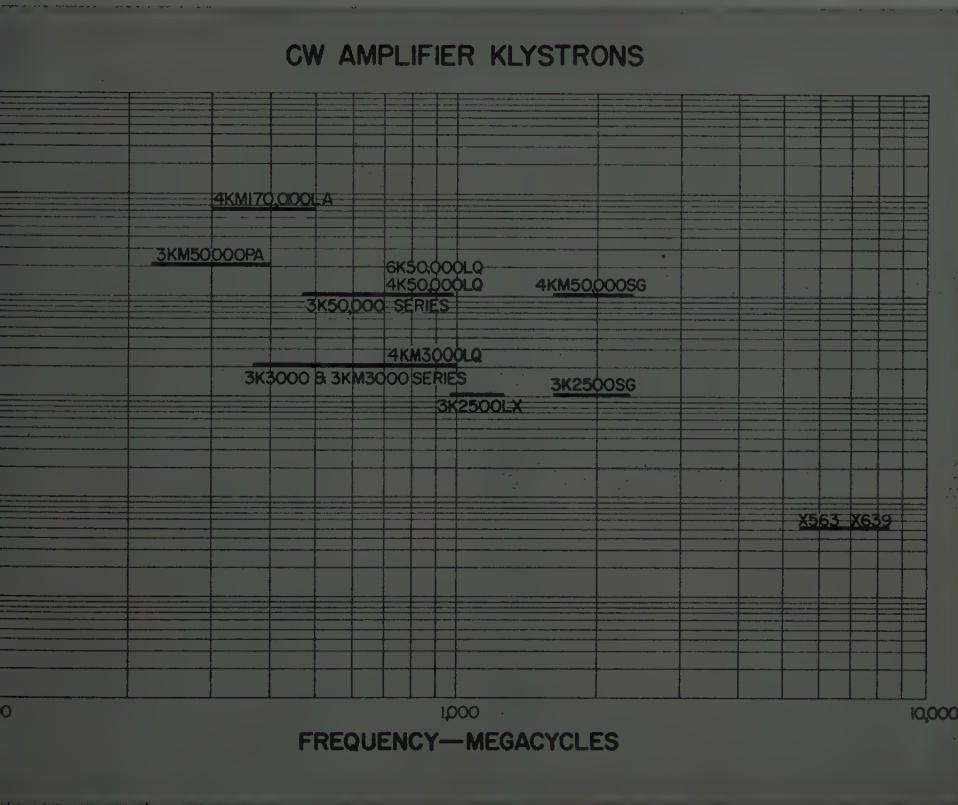 CW AMPLIFIER KLYSTRONS
4KM170,000LA
3KM50000PA
6K50,000LQ
4K50,000LQ
4KM50,000SG
3K50,000 SERIES
4KM3000LQ
3K3000 & 3KM3000 SERIES
3K2500SG
3K2500LX
X563 X639
0 1,000 10,000
FREQUENCY—MEGACYCLES